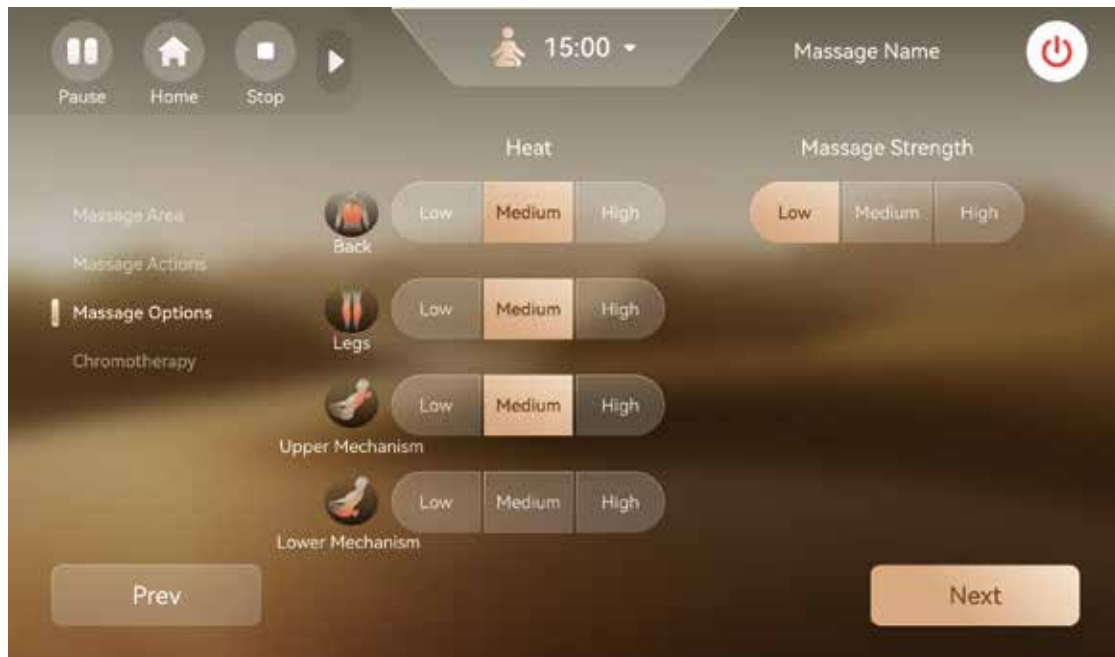 15:00
Massage Name
Pause Home Stop
Heat
Massage Strength
Massage Area
Massage Actions
Massage Options
Chromotherapy
Back
Low Medium High
Low Medium High
Legs
Low Medium High
Upper Mechanism
Low Medium High
Lower Mechanism
Low Medium High
Prev
Next